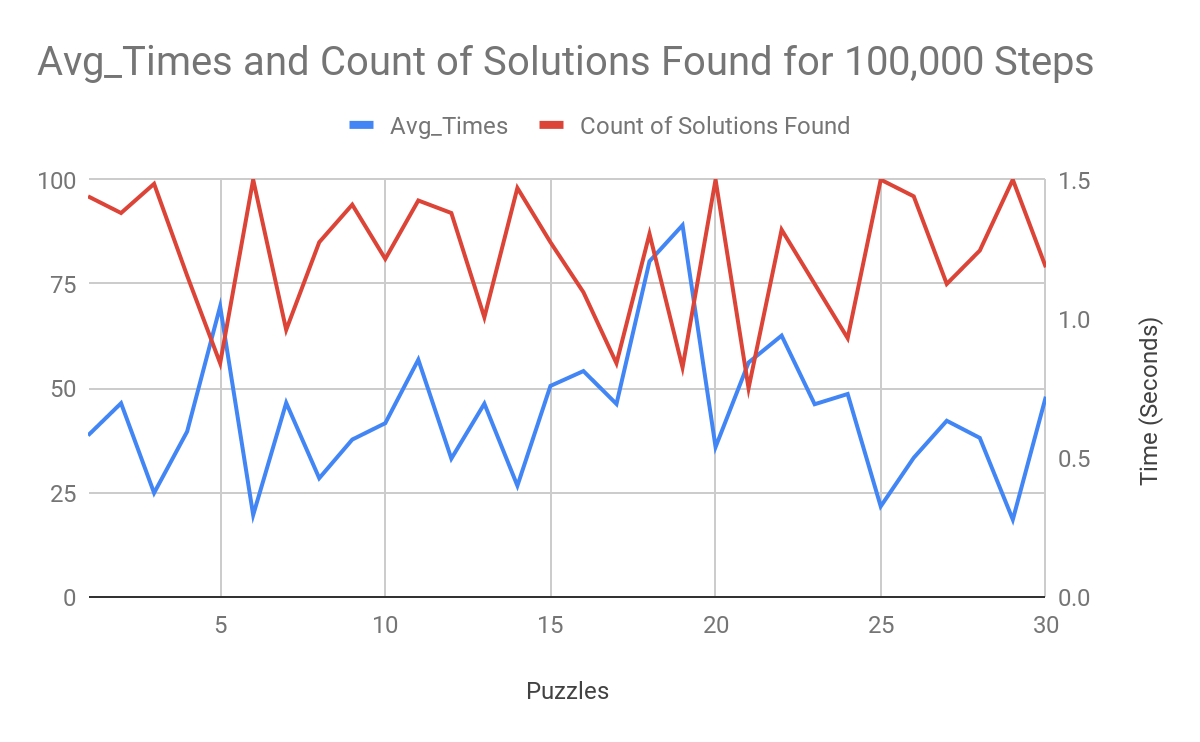 Avg_Times and Count of Solutions Found for 100,000 Steps
Avg_Times Count of Solutions Found
100 1.5
75
1.0
50
0.5
25
0 0.0
5 10 15 20 25 30
Time (Seconds)
Puzzles